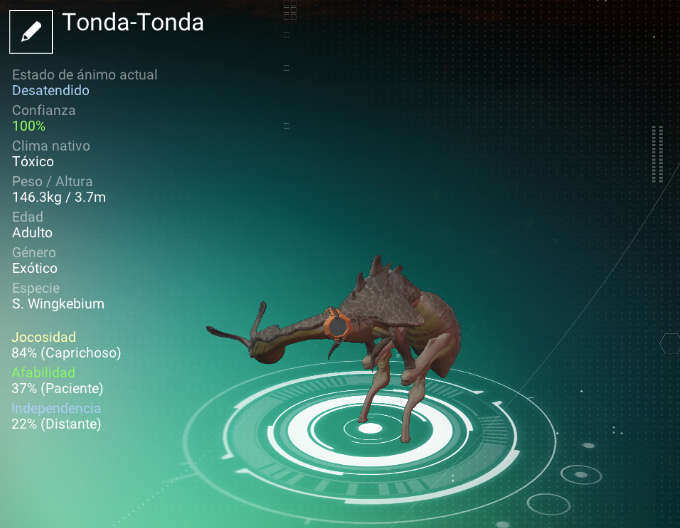 Tonda-Tonda
Estado de ánimo actual
Desatendido
Confianza
100%
Clima nativo
Tóxico
Peso / Altura
146.3kg / 3.7m
Edad
Adulto
Género
Exótico
Especie
S. Wingkebium
Jocosidad
84% (Caprichoso)
Afabilidad
37% (Paciente)
Independencia
22% (Distante)